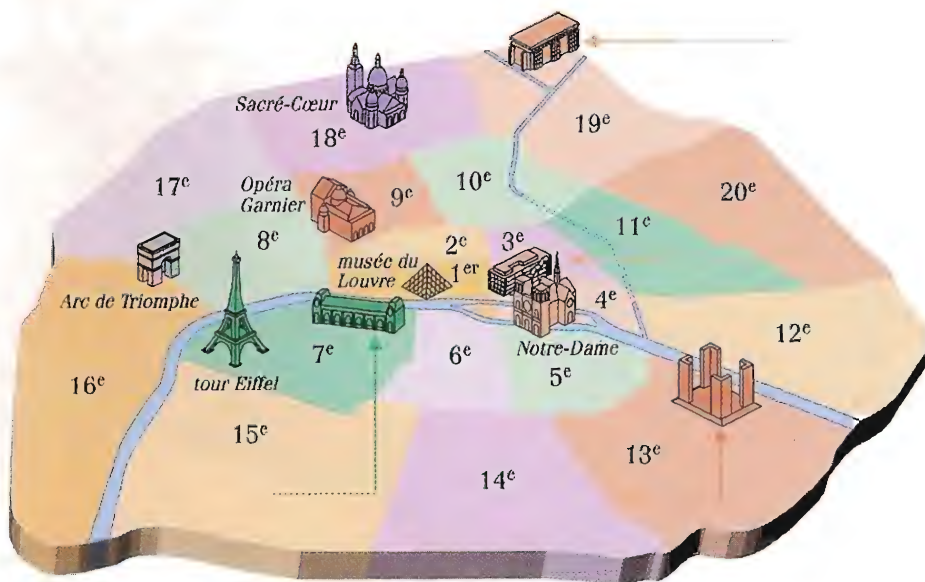 Sacré-Cœur
18e
19e
17e
Opéra
Garnier
9e
10e
20e
8e
11e
2e
3e
musée du
Louvre
1er
Arc de Triomphe
4e
12e
7e
6e
Notre-Dame
5e
16e
tour Eiffel
15e
13e
14e